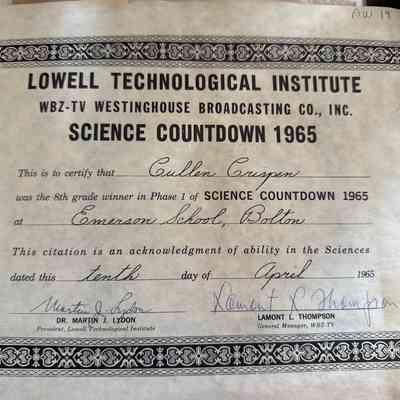 AW 19
LOWELL TECHNOLOGICAL INSTITUTE
WBZ-TV WESTINGHOUSE BROADCASTING CO., INC.
SCIENCE COUNTDOWN 1965
This is to certify that Cullen Crispen
was the 8th grade winner in Phase 1 of SCIENCE COUNTDOWN 1965
at Emerson School, Bolton
This citation is an acknowledgment of ability in the Sciences
dated this tenth day of April 1965
Martin J. Lydon Lamont L. Thompson
DR. MARTIN J. LYDON LAMONT L. THOMPSON
President, Lowell Technological Institute General Manager, WBZ-TV